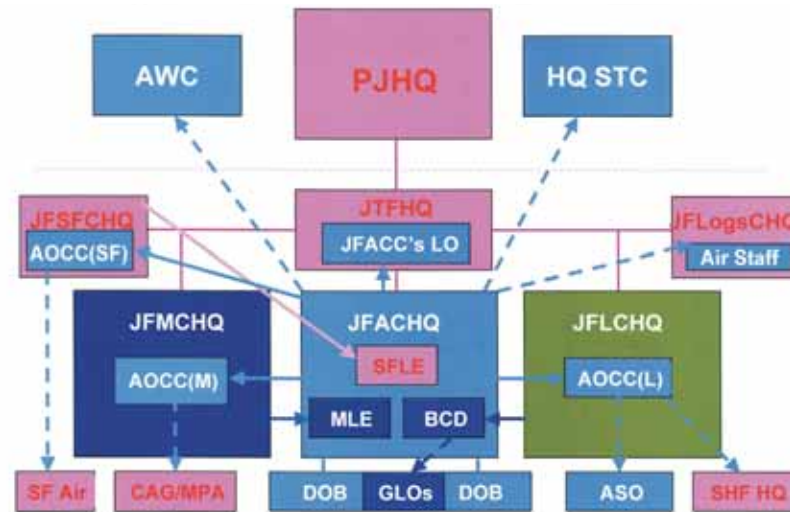 AWC
PJHQ
HQ STC
JFSFCHQ
AOCC(SF)
JTFHQ
JFACC's LO
JFLogsCHQ
Air Staff
JFMCHQ
JFACHQ
JFLCHQ
SFLE
AOCC(M)
AOCC(L)
MLE
BCD
SF Air
CAG/MPA
DOB
GLOs
DOB
ASO
SHF HQ